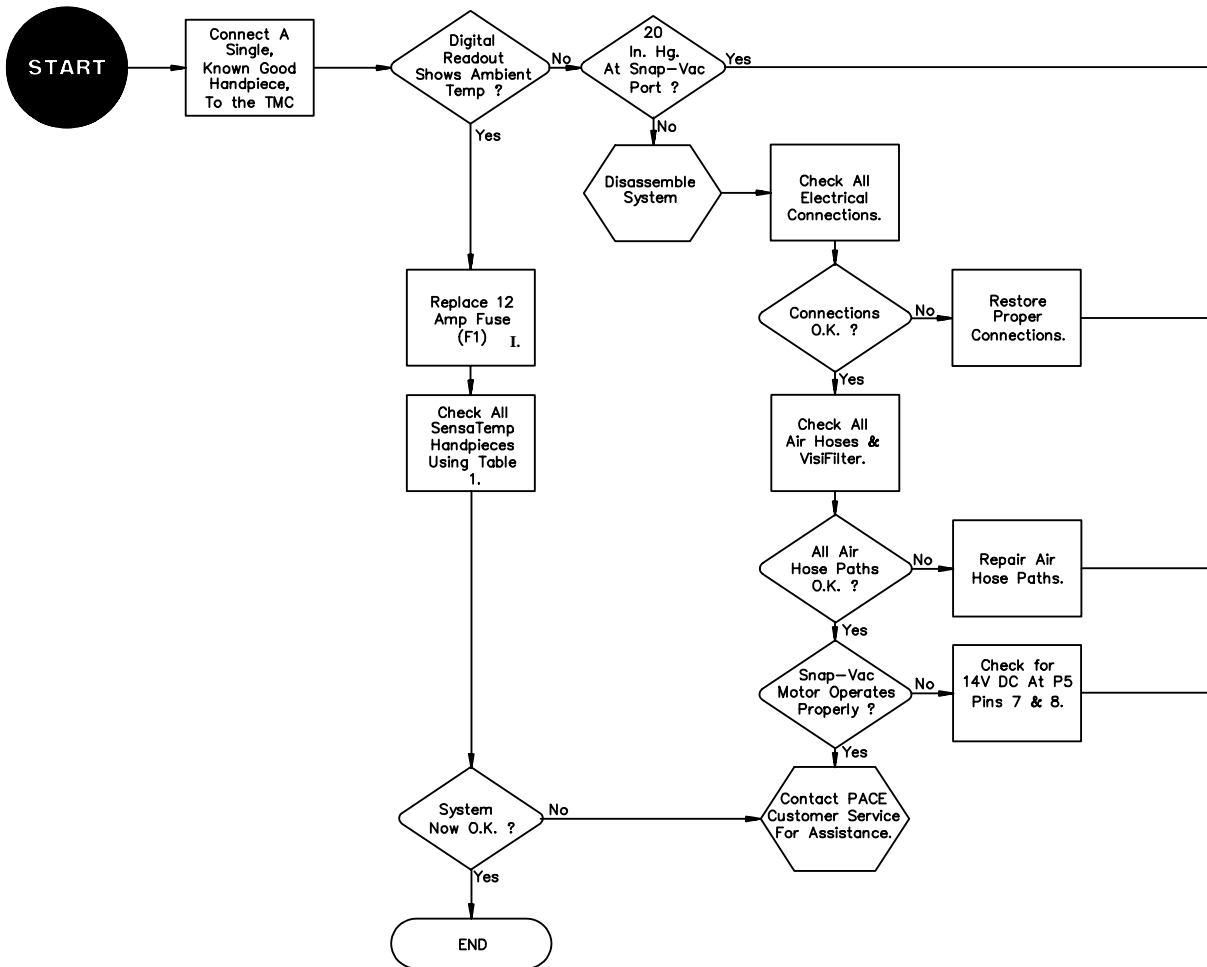 START
Connect A
Single,
Known Good
Handpiece,
To the TMC
Digital
Readout
Shows Ambient
Temp ?
No
20
In. Hg.
At Snap-Vac
Port ?
Yes
Yes
No
Disassemble
System
Check All
Electrical
Connections.
Replace 12
Amp Fuse
(F1) I.
Connections
O.K. ?
No
Restore
Proper
Connections.
Yes
Check All
SensaTemp
Handpieces
Using Table
1.
Check All
Air Hoses &
VisiFilter.
All Air
Hose Paths
O.K. ?
No
Repair Air
Hose Paths.
Yes
Snap-Vac
Motor Operates
Properly ?
No
Check for
14V DC At P5
Pins 7 & 8.
Yes
System
Now O.K. ?
No
Contact PACE
Customer Service
For Assistance.
Yes
END